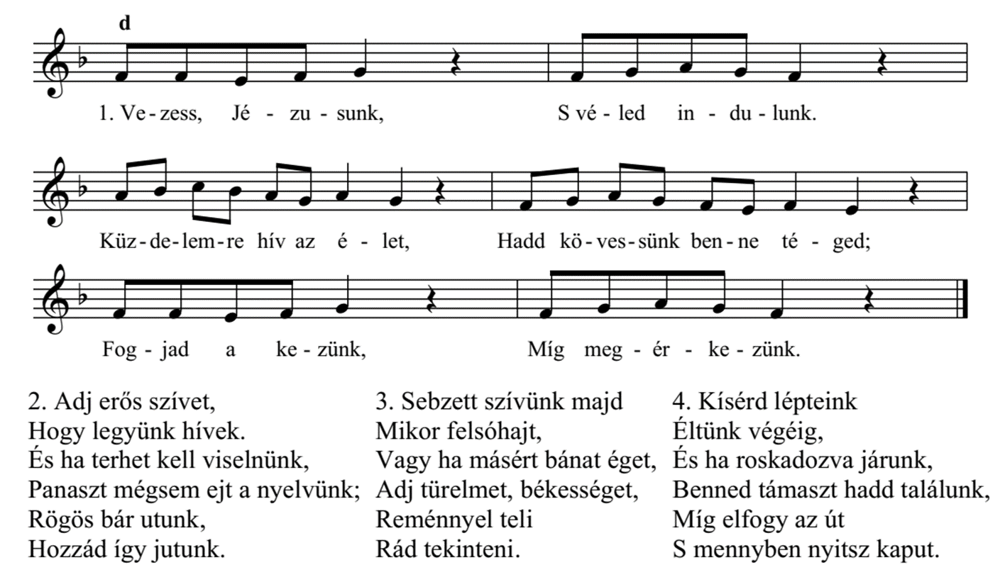 d
1. Ve - zess, Jé - zu - sunk, S vé - led in - du - lunk.
Küz - de - lem - re hív az é - let, Hadd kö - ves - sünk ben - ne té - ged;
Fog - jad a ke - zünk, Míg meg - ér - ke - zünk.
2. Adj erős szívet,
Hogy legyünk hívek.
És ha terhet kell viselnünk,
Panaszt mégsem ejt a nyelvünk;
Rögös bár utunk,
Hozzád így jutunk.
3. Sebzett szívünk majd
Mikor felsóhajt,
Vagy ha másért bánat éget,
Adj türelmet, békességet,
Reménnyel teli
Rád tekinteni.
4. Kísérd lépteink
Éltünk végéig,
És ha roskadozva járunk,
Benned támaszt hadd találunk,
Míg elfogy az út
S mennyben nyitsz kaput.